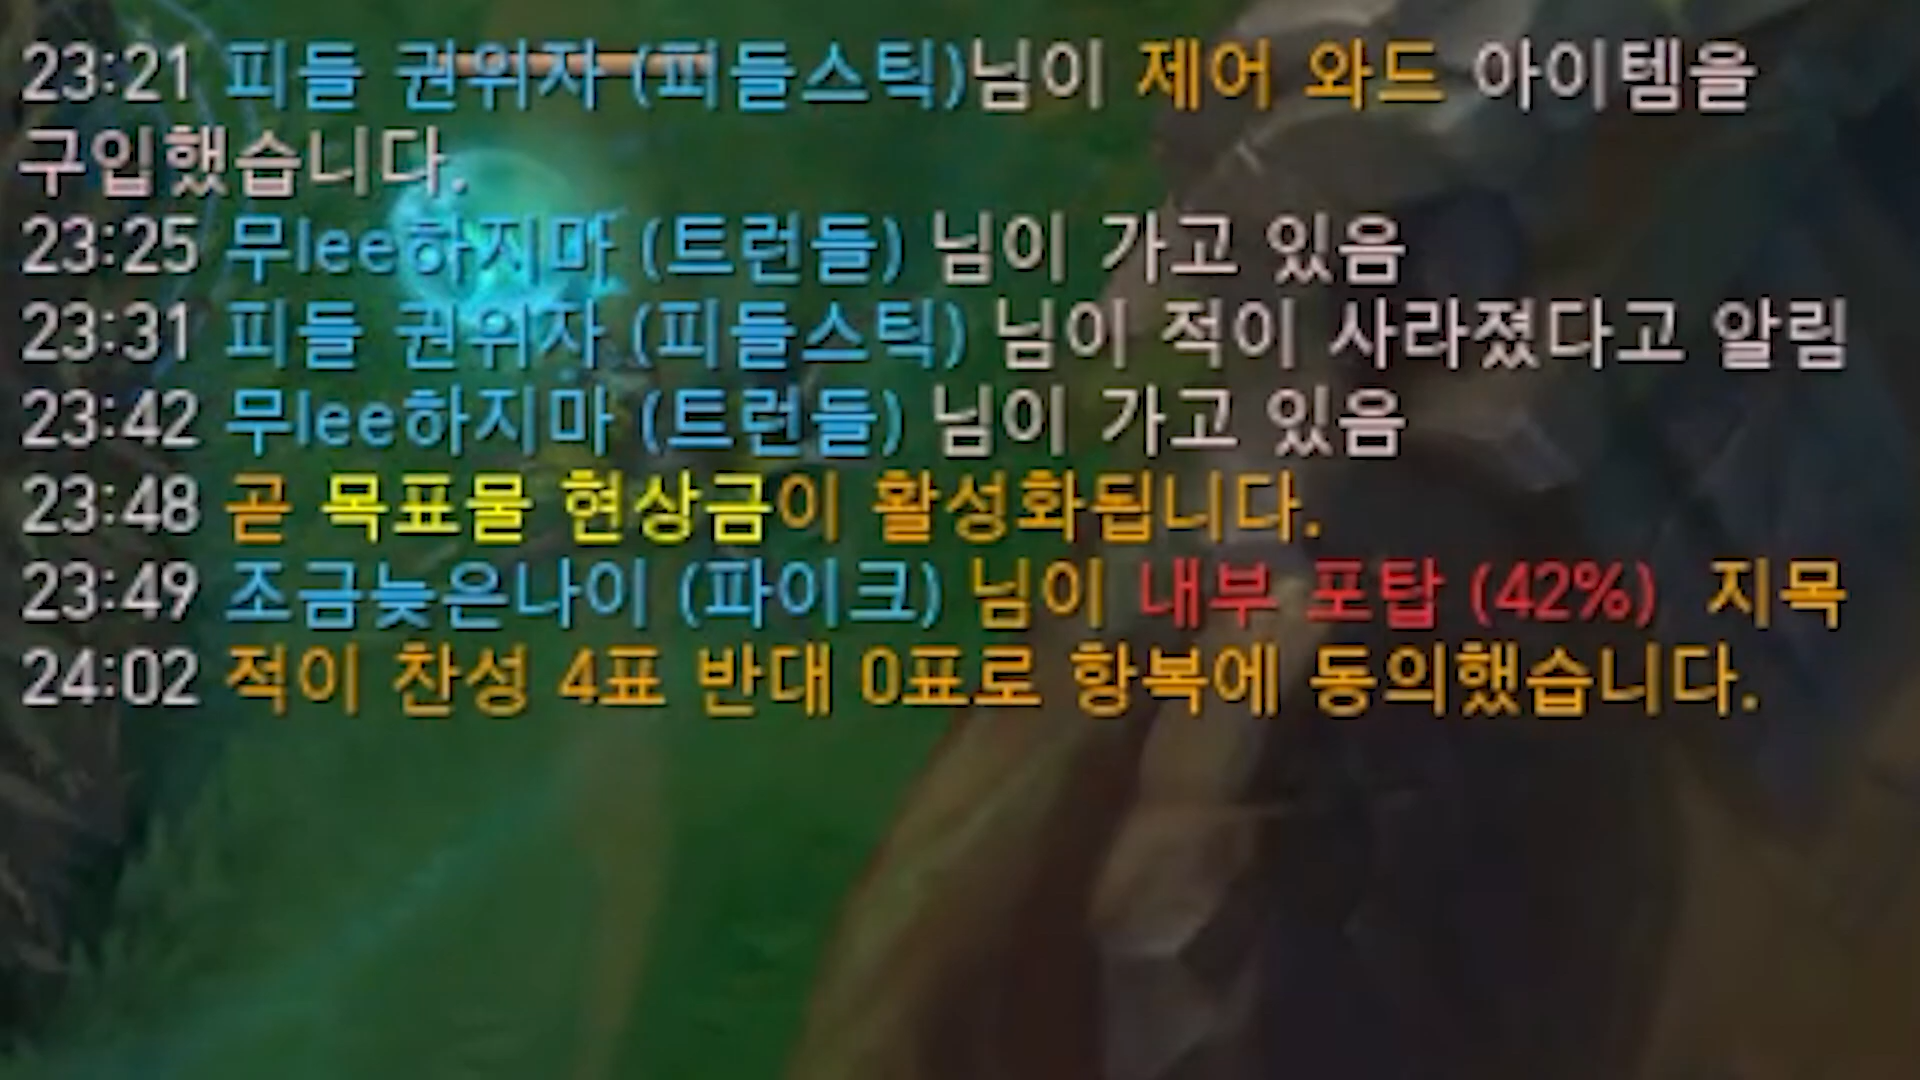 23:21 피들 권위자 (피들스틱)님이 제어 와드 아이템을
구입했습니다.
23:25 무lee하지마 (트런들) 님이 가고 있음
23:31 피들 권위자 (피들스틱) 님이 적이 사라졌다고 알림
23:42 무lee하지마 (트런들) 님이 가고 있음
23:48 곧 목표물 현상금이 활성화됩니다.
23:49 조금늦은나이 (파이크) 님이 내부 포탑 (42%) 지목
24:02 적이 찬성 4표 반대 0표로 항복에 동의했습니다.